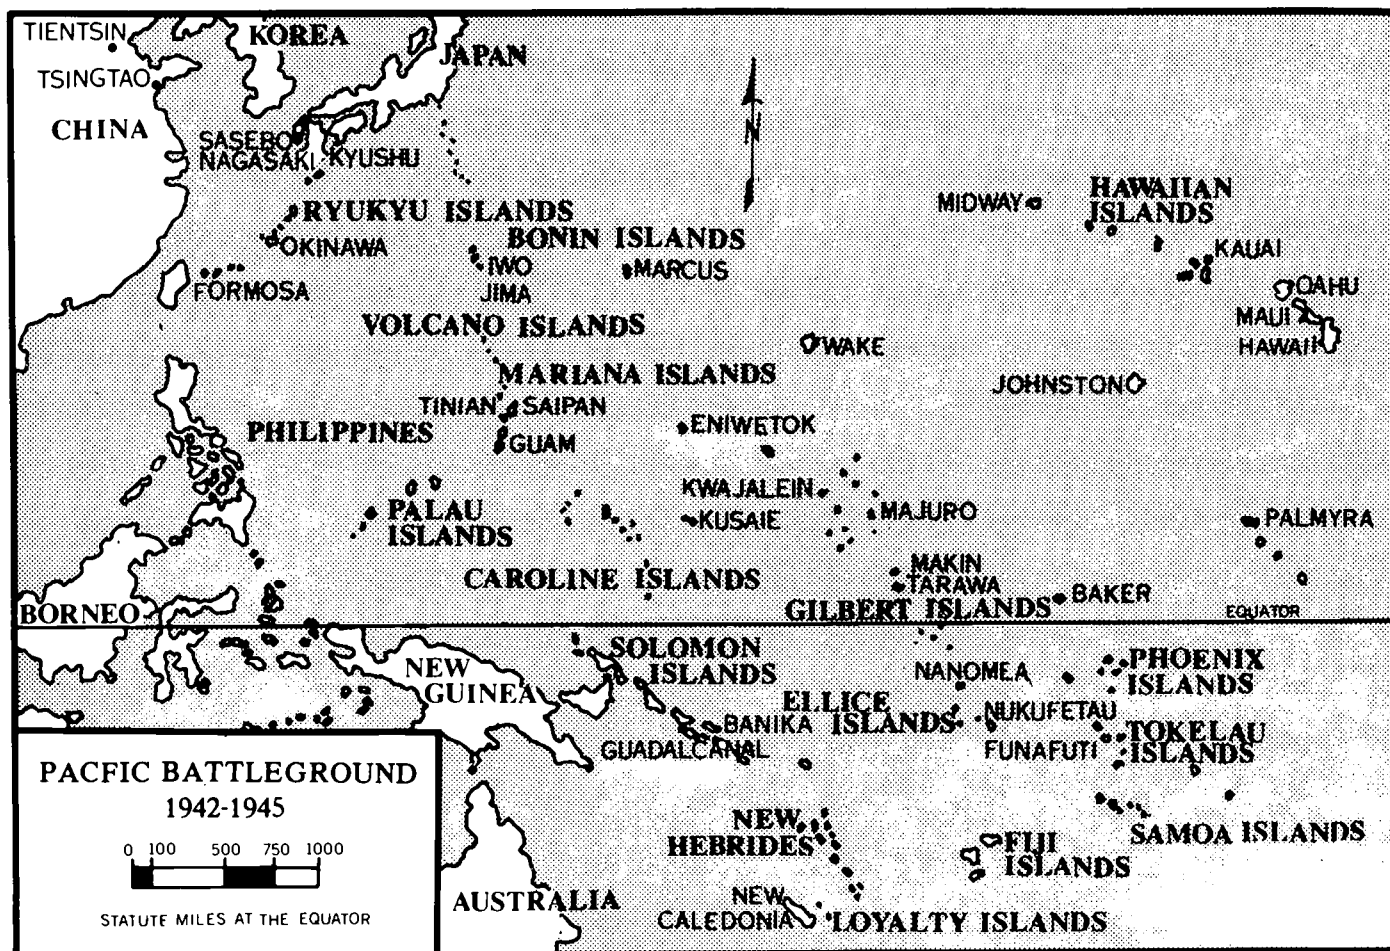 TIENTSIN
KOREA
JAPAN
TSINGTAO
CHINA
N
SASEBO
NAGASAKI
KYUSHU
RYUKYU ISLANDS
OKINAWA
BONIN ISLANDS
IWO
JIMA
MARCUS
FORMOSA
MIDWAY
HAWAIIAN
ISLANDS
KAUAI
OAHU
MAUI
HAWAII
VOLCANO ISLANDS
WAKE
MARIANA ISLANDS
JOHNSTON
TINIAN
SAIPAN
GUAM
PHILIPPINES
ENIWETOK
KWAJALEIN
MAJURO
PALAU
ISLANDS
KUSAIE
PALMYRA
CAROLINE ISLANDS
MAKIN
TARAWA
GILBERT ISLANDS
BAKER
BORNEO
EQUATOR
NEW
GUINEA
SOLOMON
ISLANDS
NANOMEA
PHOENIX
ISLANDS
ELLICE
ISLANDS
BANIKA
NUKUFETAU
GUADALCANAL
FUNAFUTI
TOKELAU
ISLANDS
NEW
HEBRIDES
FIJI
ISLANDS
SAMOA ISLANDS
AUSTRALIA
NEW
CALEDONIA
LOYALTY ISLANDS
PACFIC BATTLEGROUND
1942-1945
0 100 500 750 1000
STATUTE MILES AT THE EQUATOR